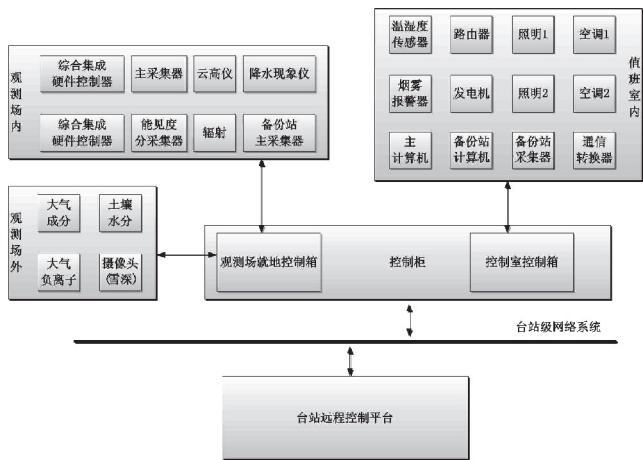 观测场内
综合集成
硬件控制器
主采集器
云高仪
降水现象仪
综合集成
硬件控制器
能见度
分采集器
辐射
备份站
主采集器
值班室内
温湿度
传感器
路由器
照明1
空调1
烟雾
报警器
发电机
照明2
空调2
主
计算机
备份站
计算机
备份站
采集器
通信
转换器
观测场外
大气
成分
土壤
水分
大气
负离子
摄像头
(雪深)
观测场就地控制箱
控制柜
控制室控制箱
台站级网络系统
台站远程控制平台